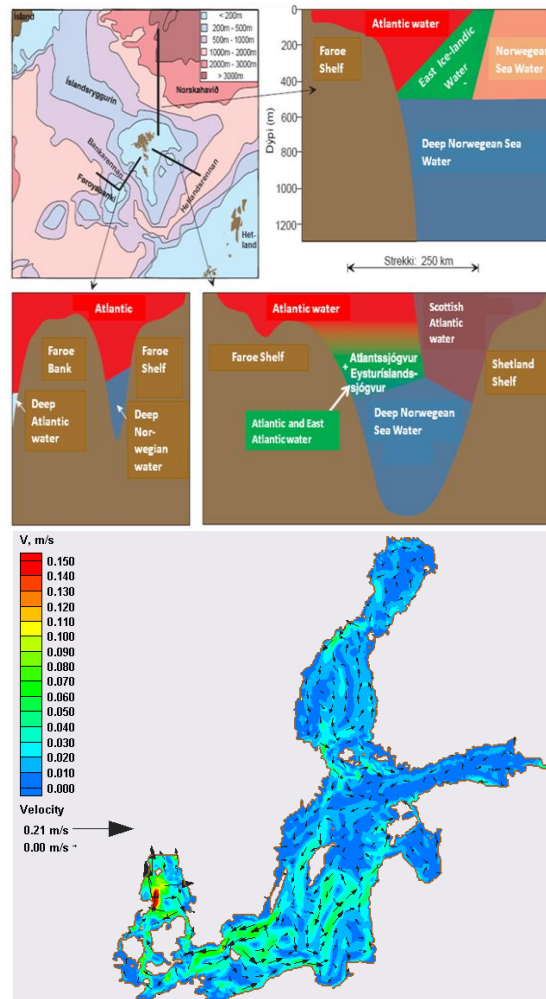 Ísland
< 200m
200m - 500m
500m - 1000m
1000m - 2000m
2000m - 3000m
> 3000m
Norskahavið
Íslandsryggurin
Bankarennan
Føroyabanki
Hetlandsrennan
Het-
land
Dýpi (m)
0
200
400
600
800
1000
1200
Atlantic water
Faroe
Shelf
East Ice-landic
Water
Norwegian
Sea Water
Deep Norwegian Sea
Water
Strekki: 250 km
Atlantic
Faroe
Bank
Faroe
Shelf
Deep
Atlantic
water
Deep
Nor-
wegian
water
Atlantic water
Scottish
Atlantic
water
Faroe Shelf
Atlantssjógvur
+ Eysturíslands-
sjógvur
Shetland
Shelf
Deep Norwegian
Sea Water
Atlantic and East
Atlantic water
V, m/s
0.150
0.140
0.130
0.120
0.110
0.100
0.090
0.080
0.070
0.060
0.050
0.040
0.030
0.020
0.010
0.000
Velocity
0.21 m/s
0.00 m/s